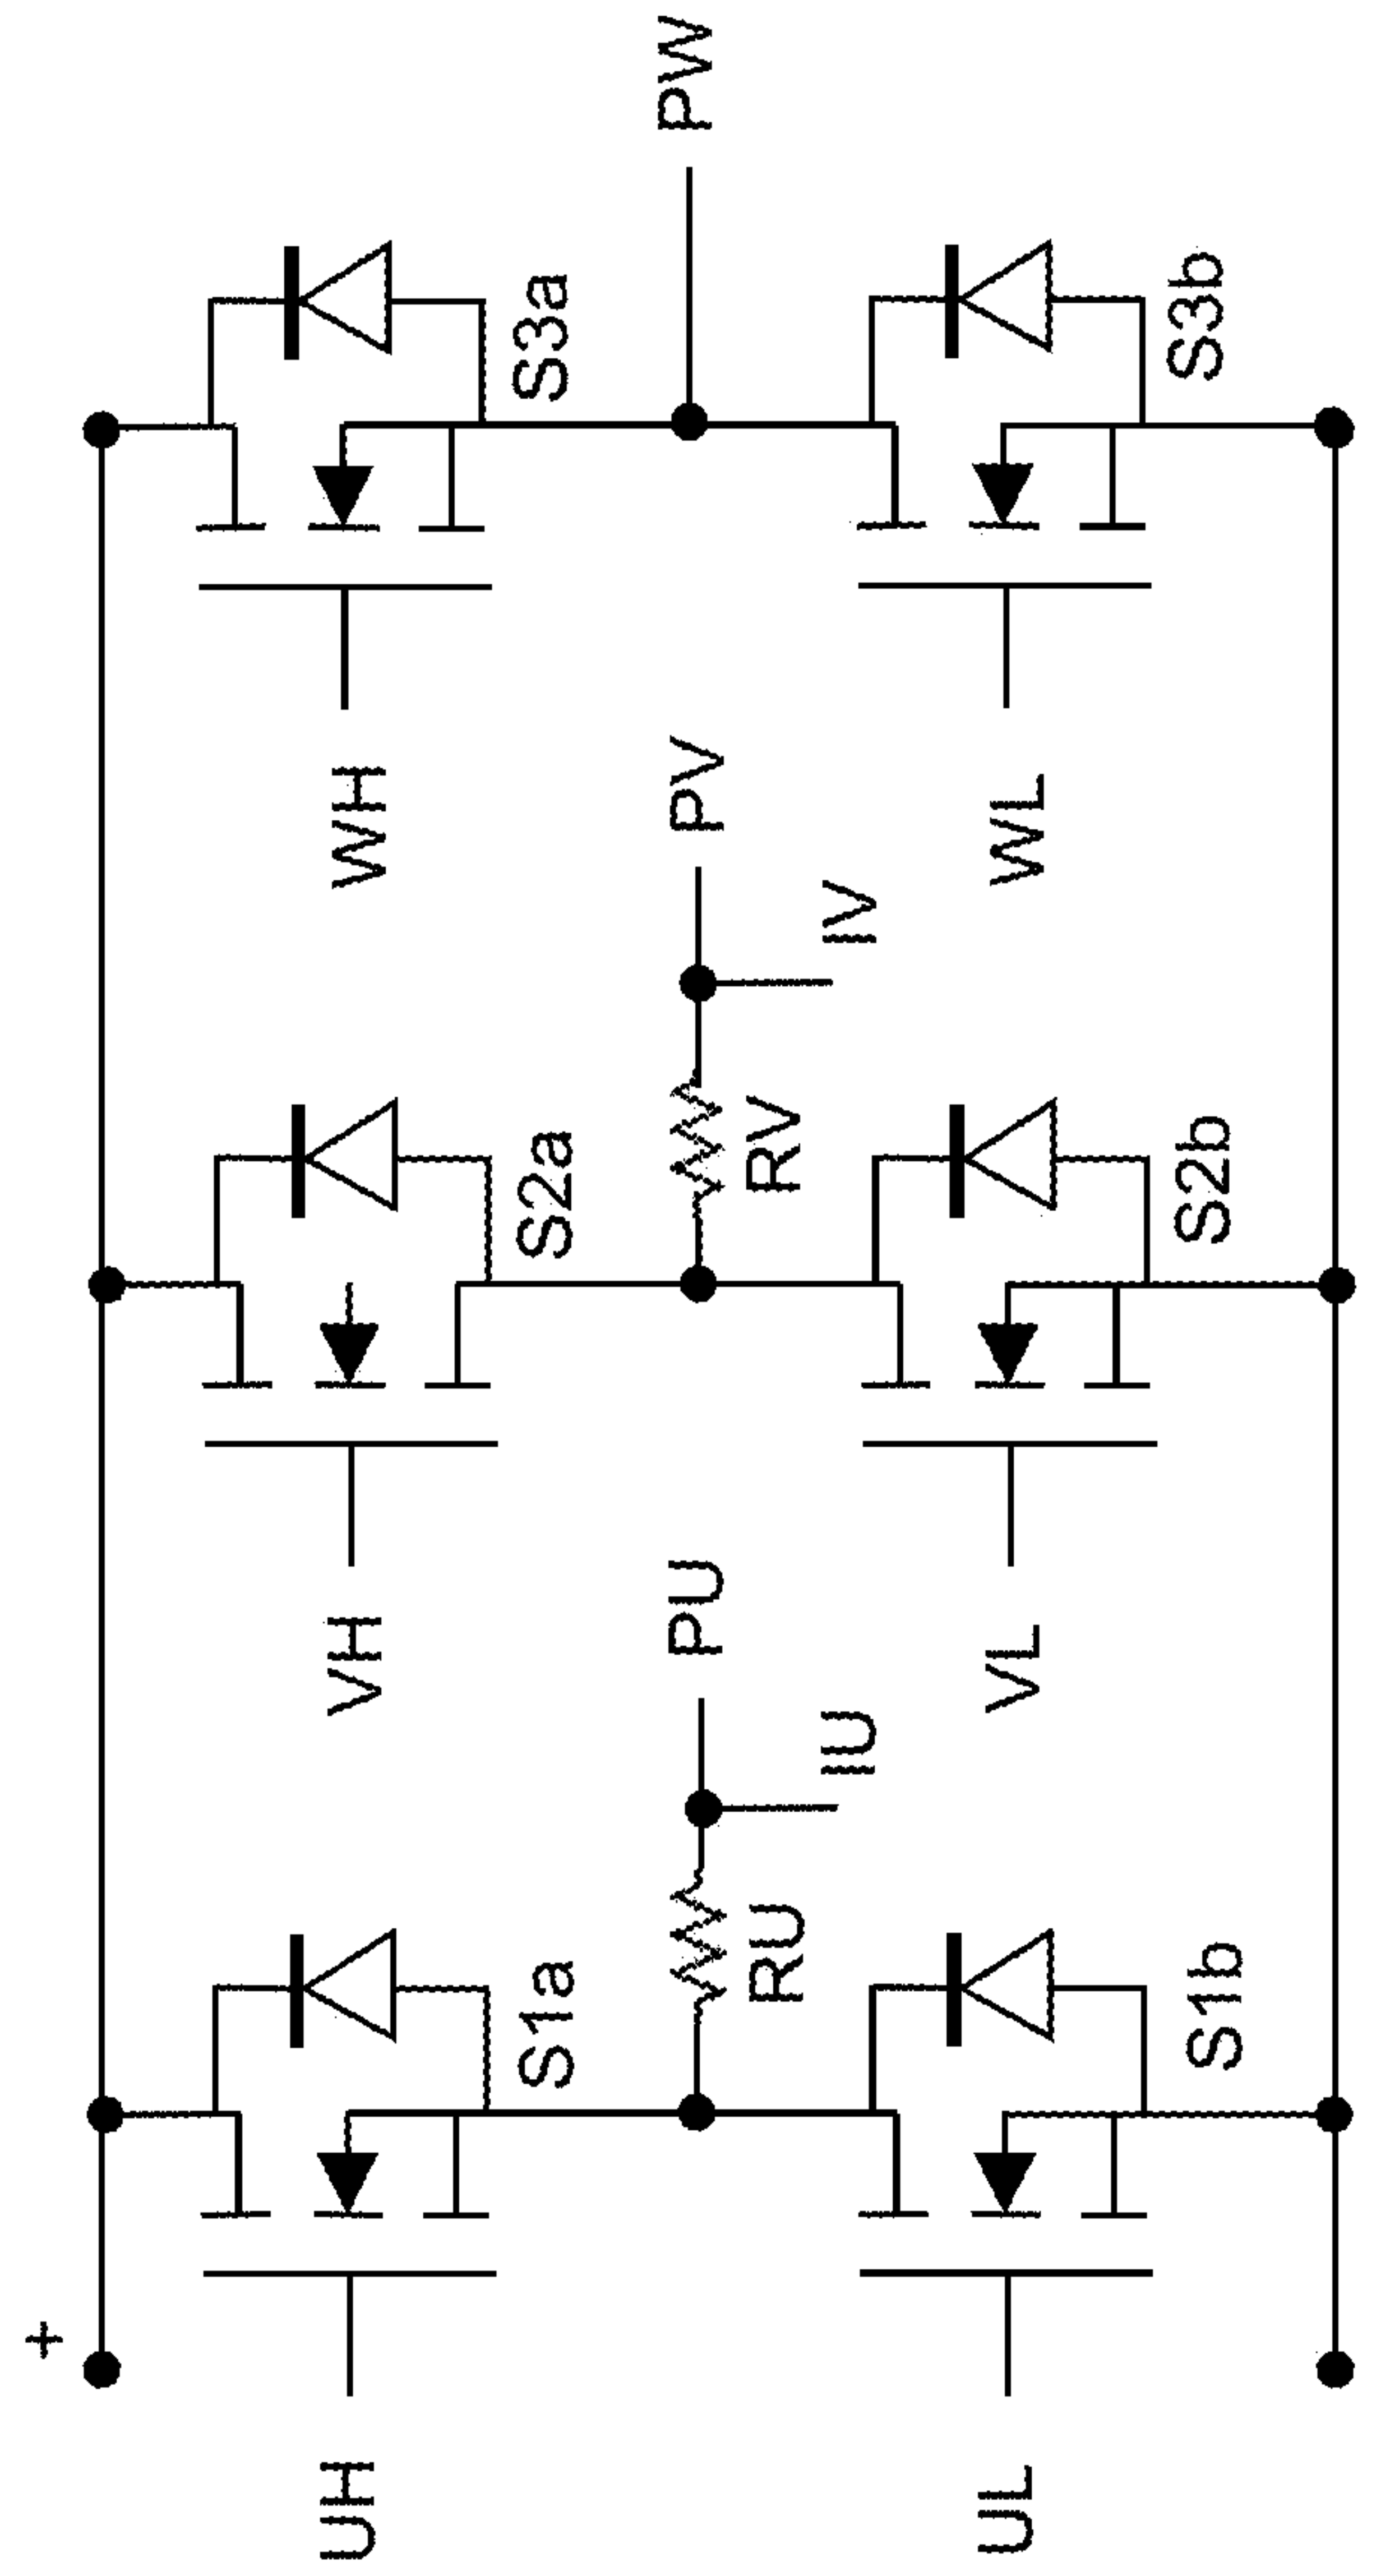 +
UH
S1a
VH
S2a
WH
S3a
PU
PV
PW
RU
IU
RV
IV
UL
S1b
VL
S2b
WL
S3b